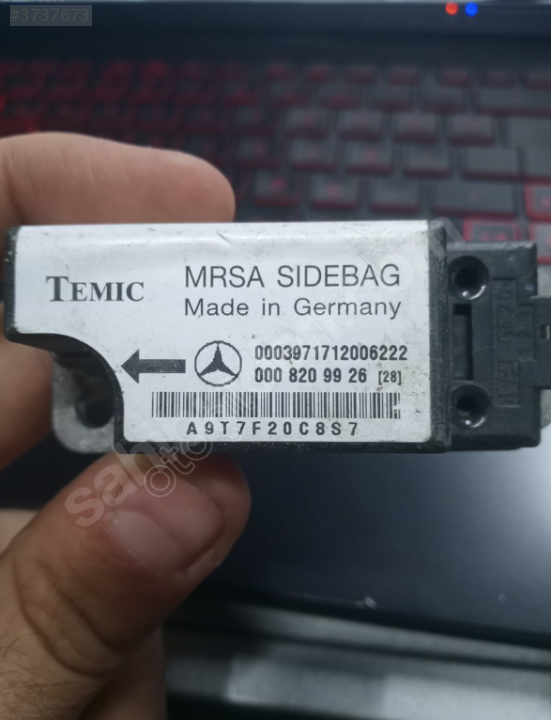 #3737673
TEMIC
MRSA SIDEBAG
Made in Germany
0003971712006222
000 820 99 26 [28]
A9T7F20C8S7